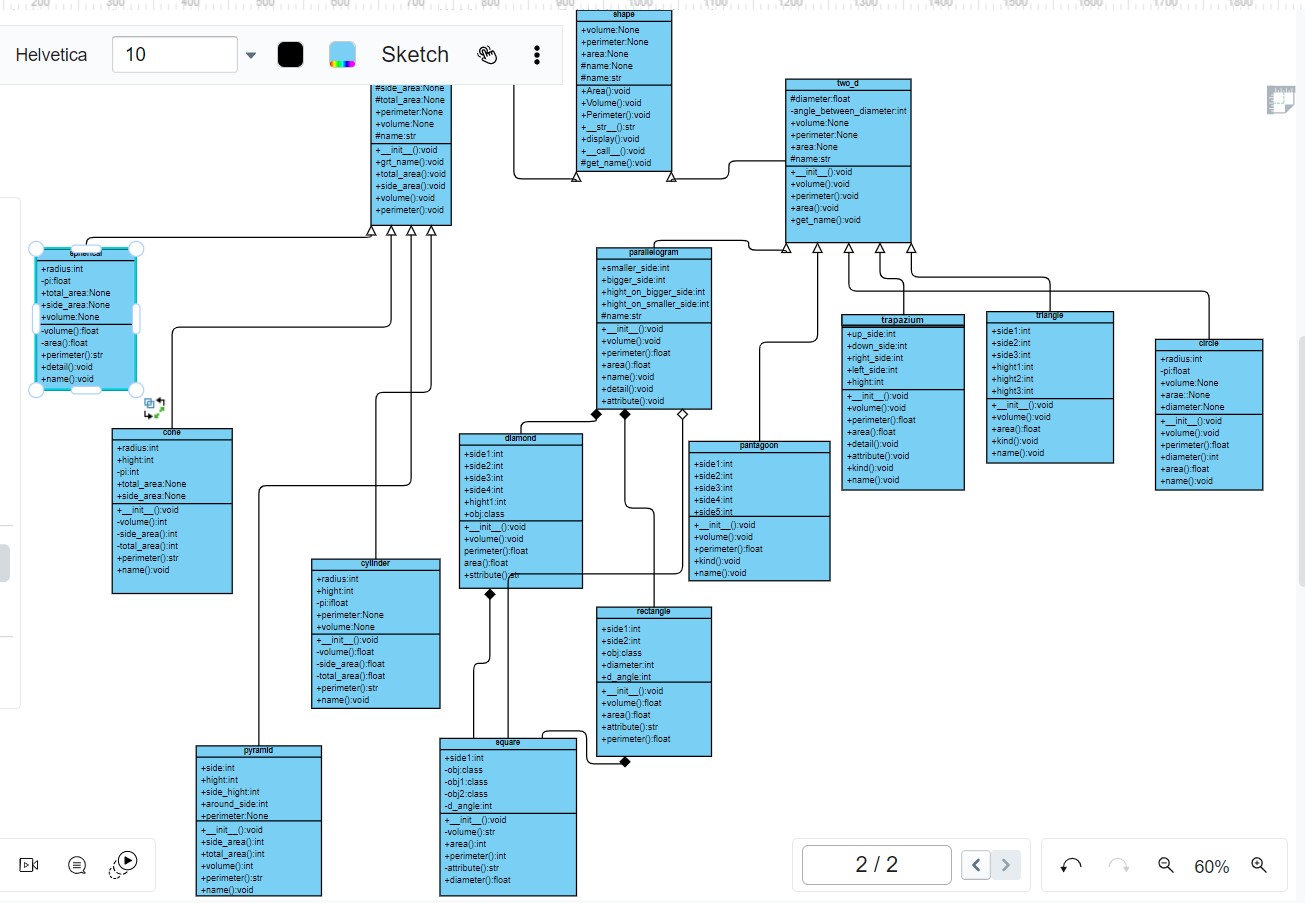 200
300
400
500
600
700
800
900
1000
1100
1200
1300
1400
1500
1600
1700
1800
Helvetica
10
Sketch
shape
+volume:None
+perimeter:None
+area:None
#name:None
#name:str
+Area():void
+Volume():void
+Perimeter():void
+__str__():str
+display():void
+__call__():void
#get_name():void
two_d
#diameter:float
-angle_between_diameter:int
+volume:None
+perimeter:None
+area:None
#name:str
+__init__():void
+volume():void
+perimeter():void
+area():void
+get_name():void
#side_area:None
#total_area:None
+perimeter:None
+volume:None
#name:str
+__init__():void
+grt_name():void
+total_area():void
+side_area():void
+volume():void
+perimeter():void
spherical
+radius:int
-pi:float
+total_area:None
+side_area:None
+volume:None
-volume():float
-area():float
+perimeter():str
+detail():void
+name():void
parallelogram
+smaller_side:int
+bigger_side:int
+hight_on_bigger_side:int
+hight_on_smaller_side:int
#name:str
+__init__():void
+volume():void
+perimeter():float
+area():float
+name():void
+detail():void
+attribute():void
trapazium
+up_side:int
+down_side:int
+right_side:int
+left_side:int
+hight:int
+__init__():void
+volume():void
+perimeter():float
+area():float
+detail():void
+attribute():void
+kind():void
+name():void
triangle
+side1:int
+side2:int
+side3:int
+hight1:int
+hight2:int
+hight3:int
+__init__():void
+volume():void
+area():float
+kind():void
+name():void
circle
+radius:int
-pi:float
+volume:None
+arae::None
+diameter:None
+__init__():void
+volume():void
+perimeter():float
+diameter():int
+area():float
+name():void
cone
+radius:int
+hight:int
-pi:int
+total_area:None
+side_area:None
+__init__():void
-volume():int
-side_area():int
-total_area():int
+perimeter():str
+name():void
diamond
+side1:int
+side2:int
+side3:int
+side4:int
+hight1:int
+obj:class
+__init__():void
+volume():void
perimeter():float
area():float
+sttribute():str
pantagoon
+side1:int
+side2:int
+side3:int
+side4:int
+side5:int
+__init__():void
+volume():void
+perimeter():float
+kind():void
+name():void
cylinder
+radius:int
+hight:int
-pi:ifloat
+perimeter:None
+volume:None
+__init__():void
-volume():float
-side_area():float
-total_area():float
+perimeter():str
+name():void
rectangle
+side1:int
+side2:int
+obj:class
+diameter:int
+d_angle:int
+__init__():void
+volume():float
+area():float
+attribute():str
+perimeter():float
pyramid
+side:int
+hight:int
+side_hight:int
+around_side:int
+perimeter:None
+__init__():void
+side_area():int
+total_area():int
+volume():int
+perimeter():str
+name():void
square
+side1:int
-obj:class
-obj1:class
-obj2:class
-d_angle:int
+__init__():void
-volume():str
+area():int
+perimeter():int
-attribute():str
+diameter():float
2 / 2
60%